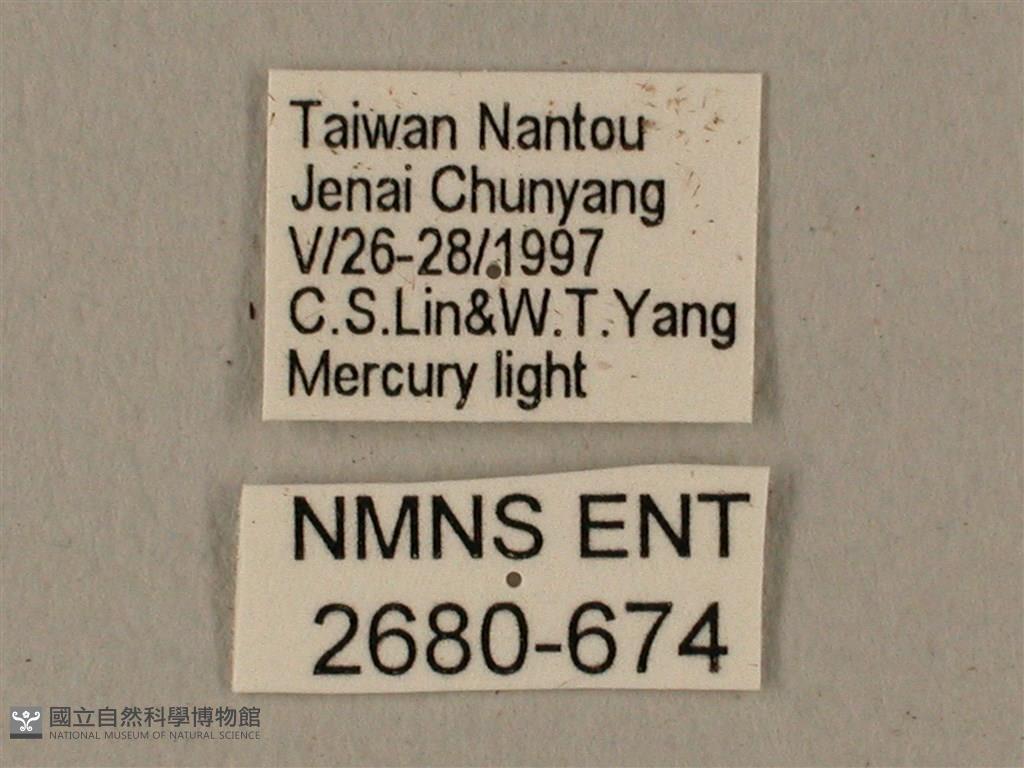 Taiwan Nantou
Jenai Chunyang
V/26-28/1997
C.S.Lin&W.T.Yang
Mercury light
NMNS ENT
2680-674
國立自然科學博物館
NATIONAL MUSEUM OF NATURAL SCIENCE